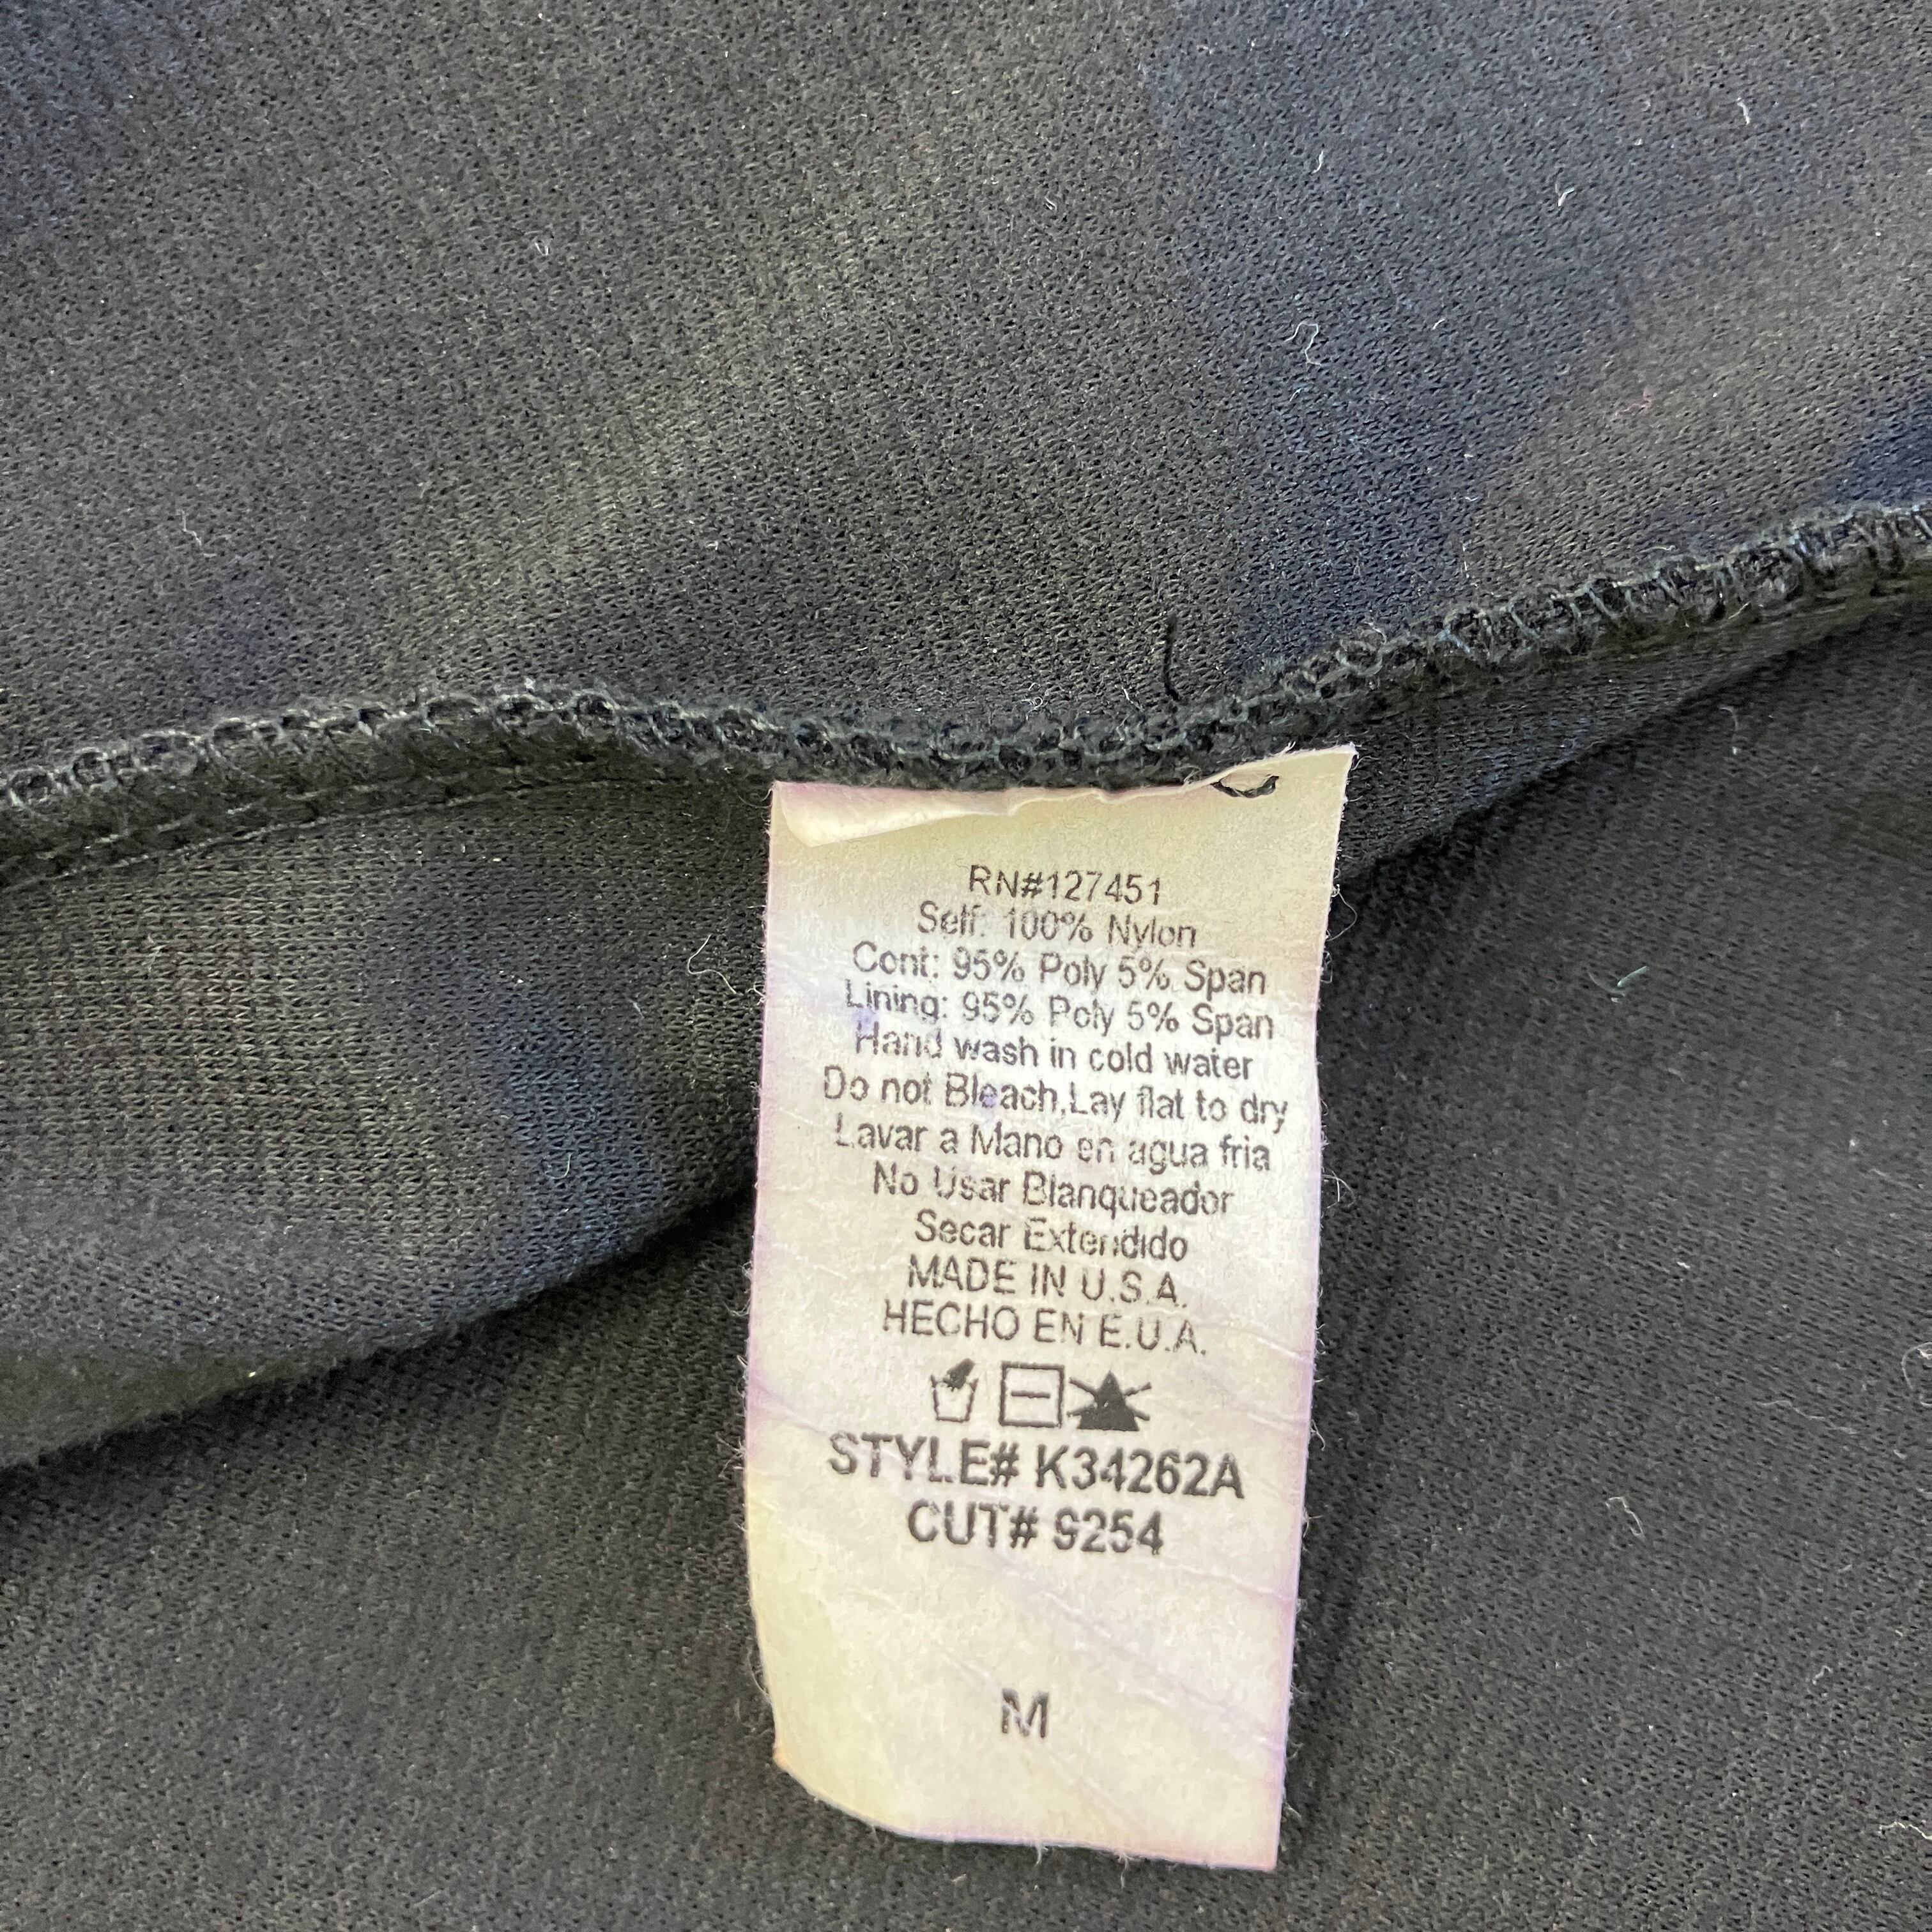 RN#127451
Self: 100% Nylon
Cont: 95% Poly 5% Span
Lining: 95% Poly 5% Span
Hand wash in cold water
Do not Bleach,Lay flat to dry
Lavar a Mano en agua fria
No Usar Blanqueador
Secar Extendido
MADE IN U.S.A.
HECHO EN E.U.A.
STYLE# K34262A
CUT# 9254
M